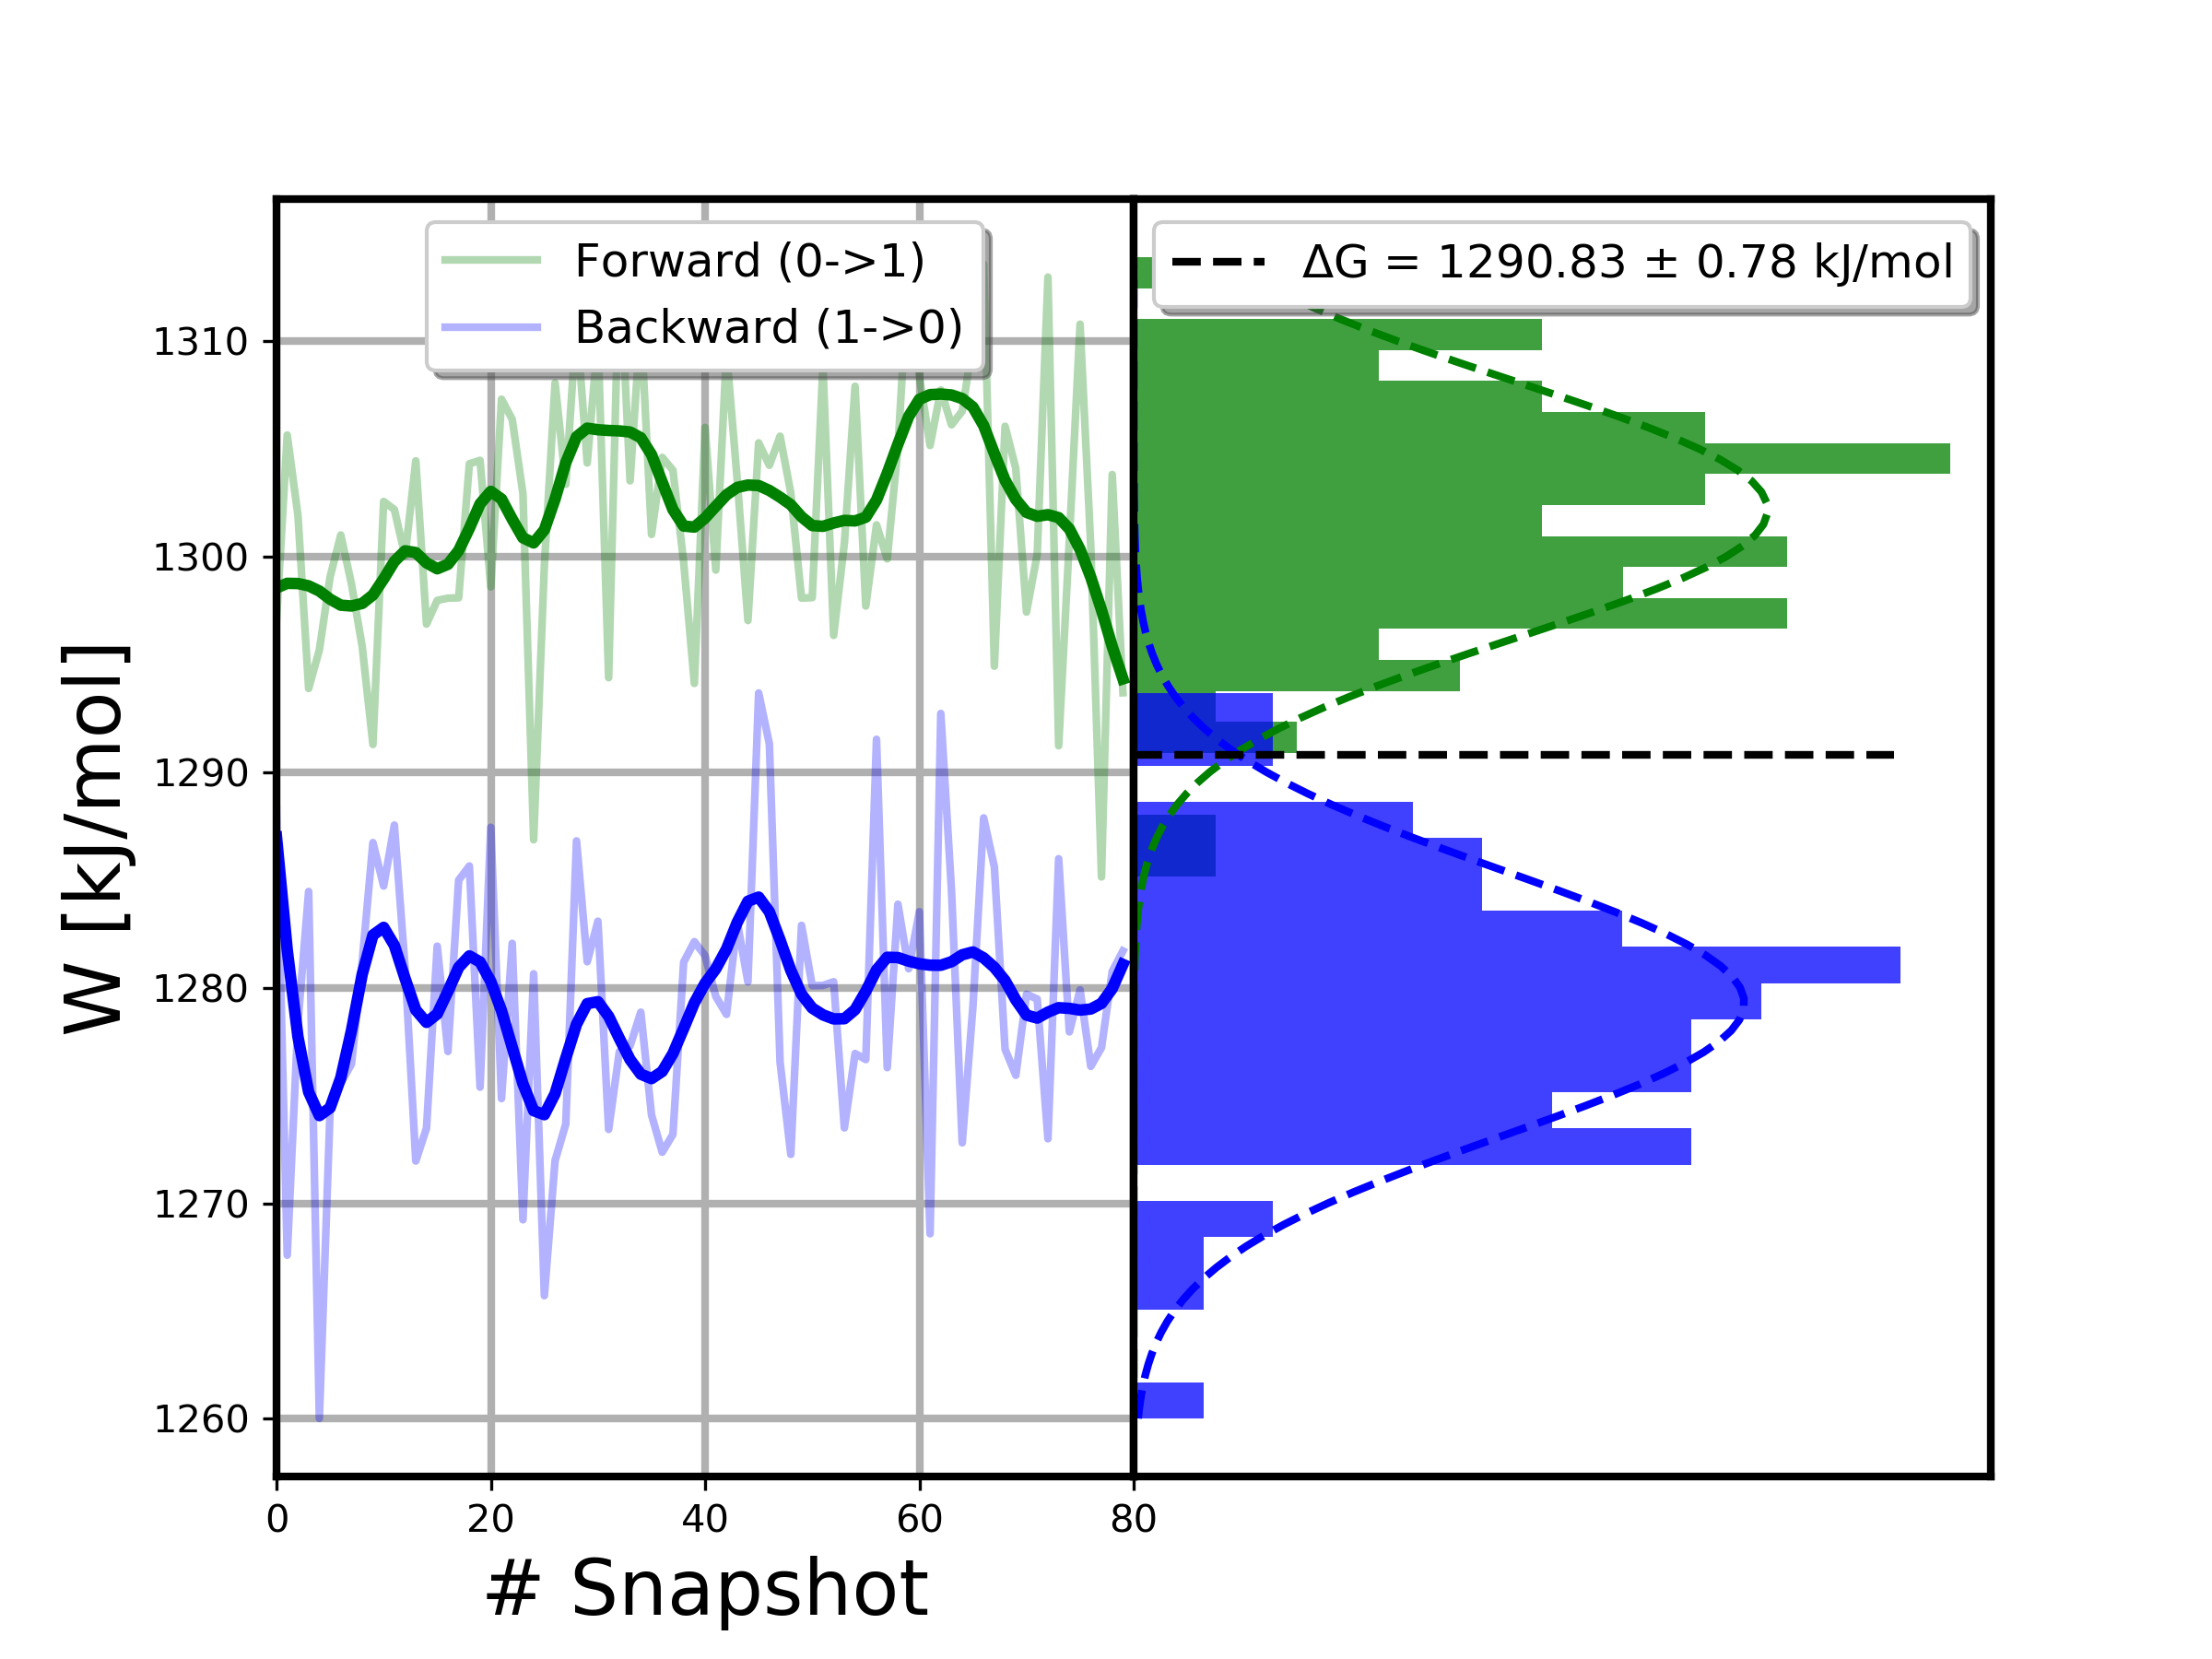 Forward (0->1)
Backward (1->0)
ΔG = 1290.83 ± 0.78 kJ/mol
W [kJ/mol]
1310
1300
1290
1280
1270
1260
0 20 40 60 80
# Snapshot